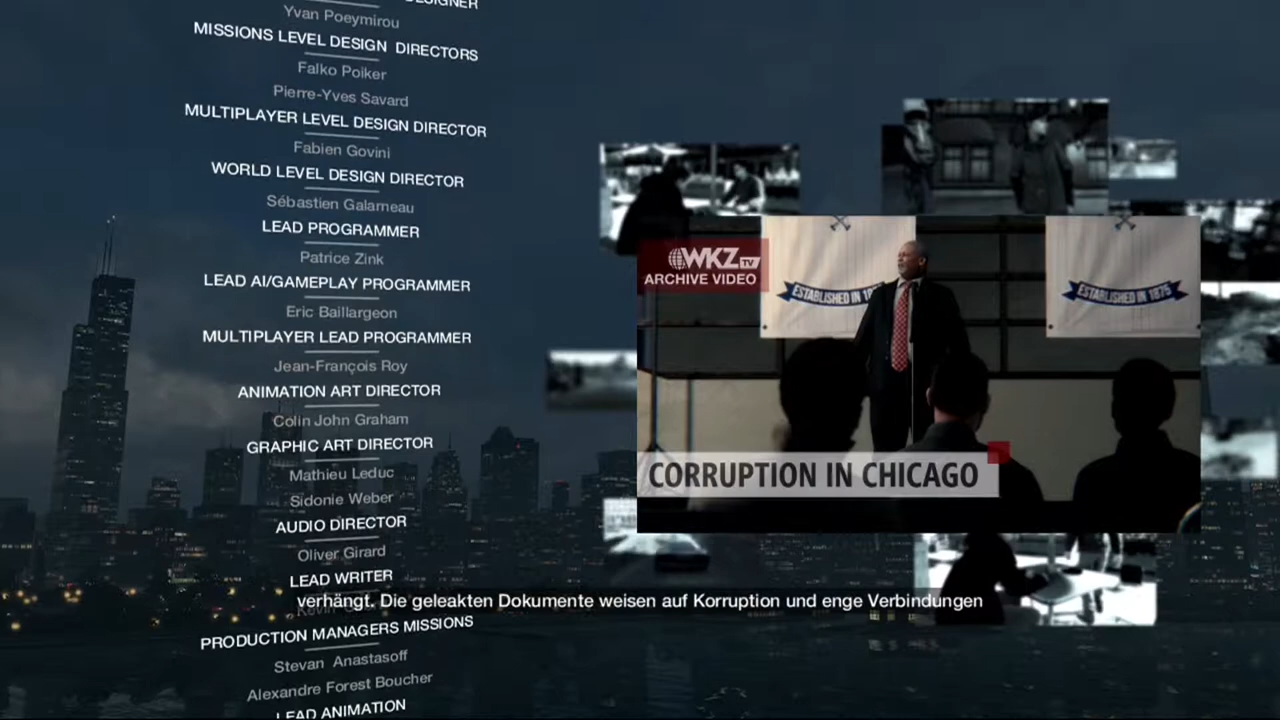 DESIGNER
Yvan Poeymirou
MISSIONS LEVEL DESIGN DIRECTORS
Falko Poiker
Pierre-Yves Savard
MULTIPLAYER LEVEL DESIGN DIRECTOR
Fabien Govini
WORLD LEVEL DESIGN DIRECTOR
Sébastien Galarneau
LEAD PROGRAMMER
Patrice Zink
LEAD AI/GAMEPLAY PROGRAMMER
Eric Baillargeon
MULTIPLAYER LEAD PROGRAMMER
Jean-François Roy
ANIMATION ART DIRECTOR
Colin John Graham
GRAPHIC ART DIRECTOR
Mathieu Leduc
Sidonie Weber
AUDIO DIRECTOR
Oliver Girard
LEAD WRITER
PRODUCTION MANAGERS MISSIONS
Stevan Anastasoff
Alexandre Forest Boucher
LEAD ANIMATION
WKZ TV
ARCHIVE VIDEO
ESTABLISHED IN
ESTABLISHED IN 1875
CORRUPTION IN CHICAGO
verhängt. Die geleakten Dokumente weisen auf Korruption und enge Verbindungen